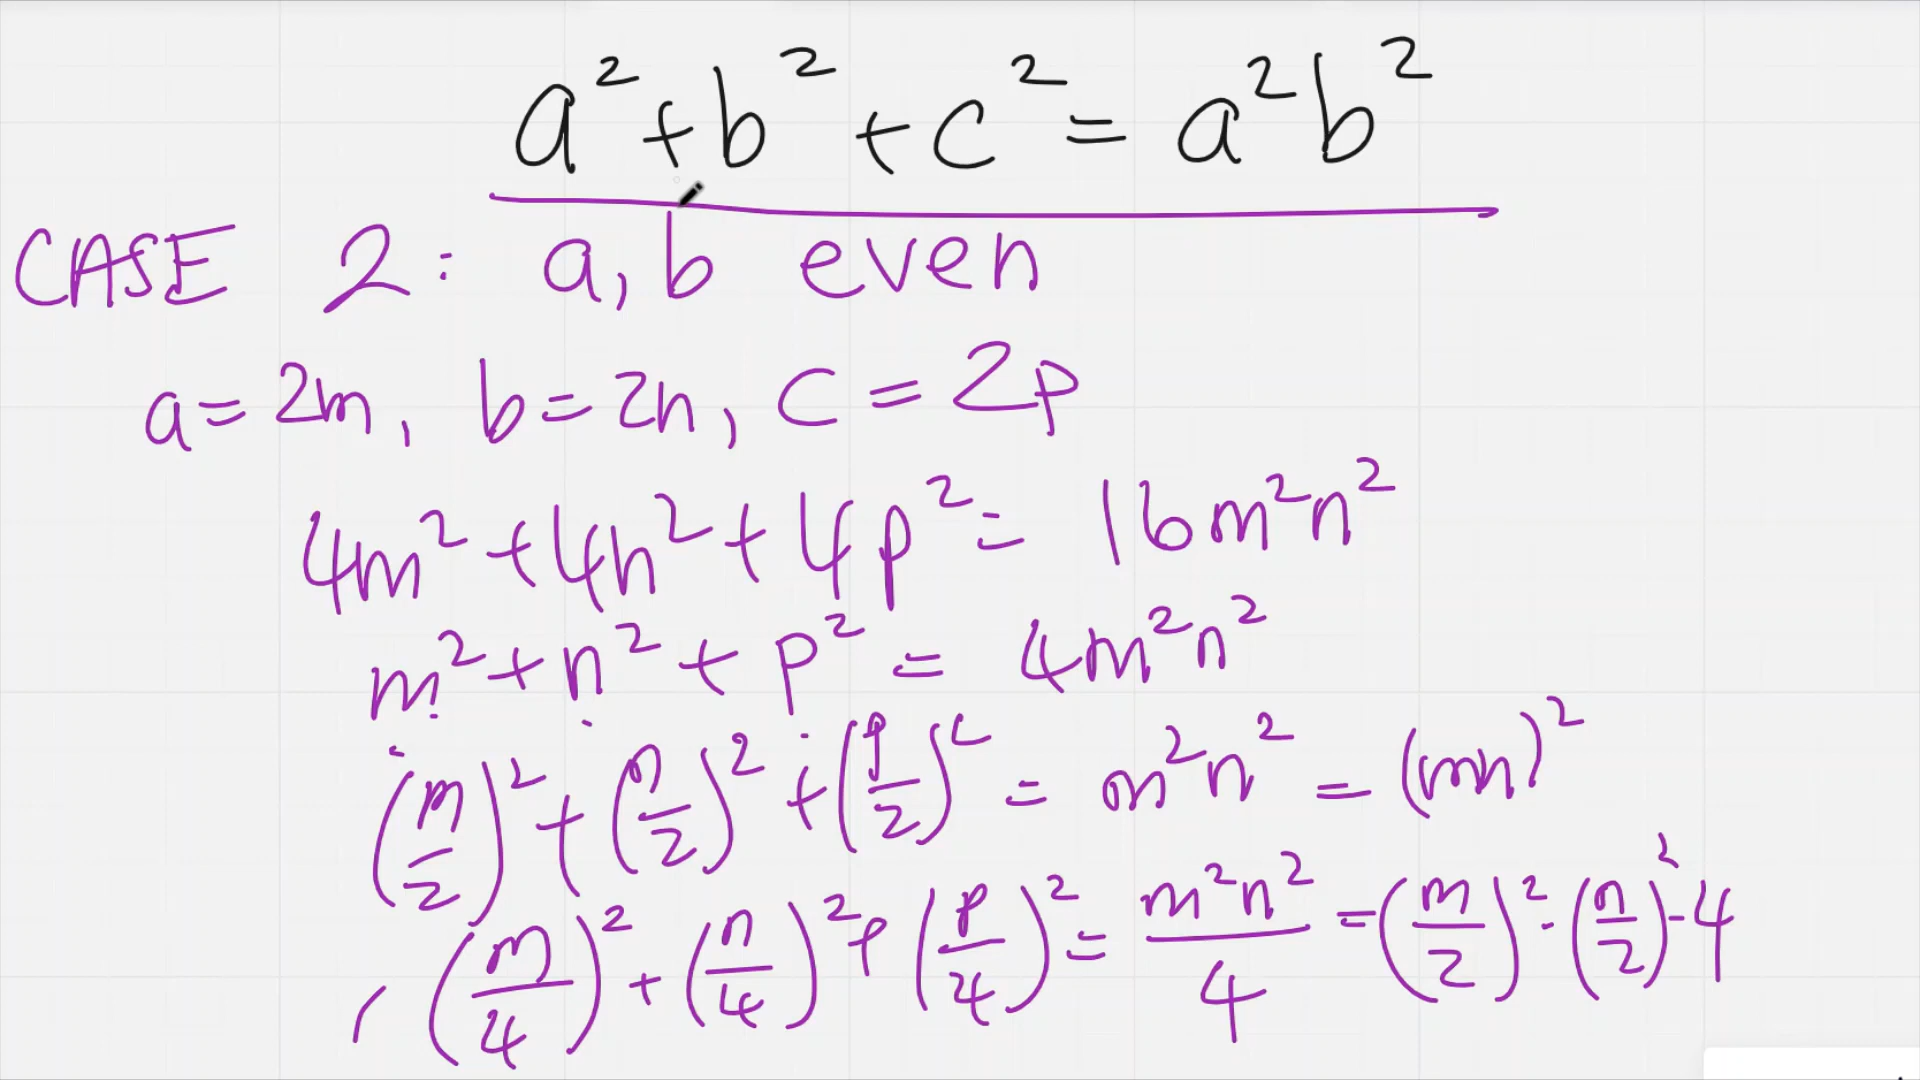 a² + b² + c² = a²b²
CASE 2: a, b even
a = 2m, b = 2n, c = 2p
4m² + 4n² + 4p² = 16m²n²
m² + n² + p² = 4m²n²
(m/2)² + (n/2)² + (p/2)² = m²n² = (mn)²
(m/4)² + (n/4)² + (p/4)² = m²n²/4 = (m/2)² · (n/2)² · 4
(